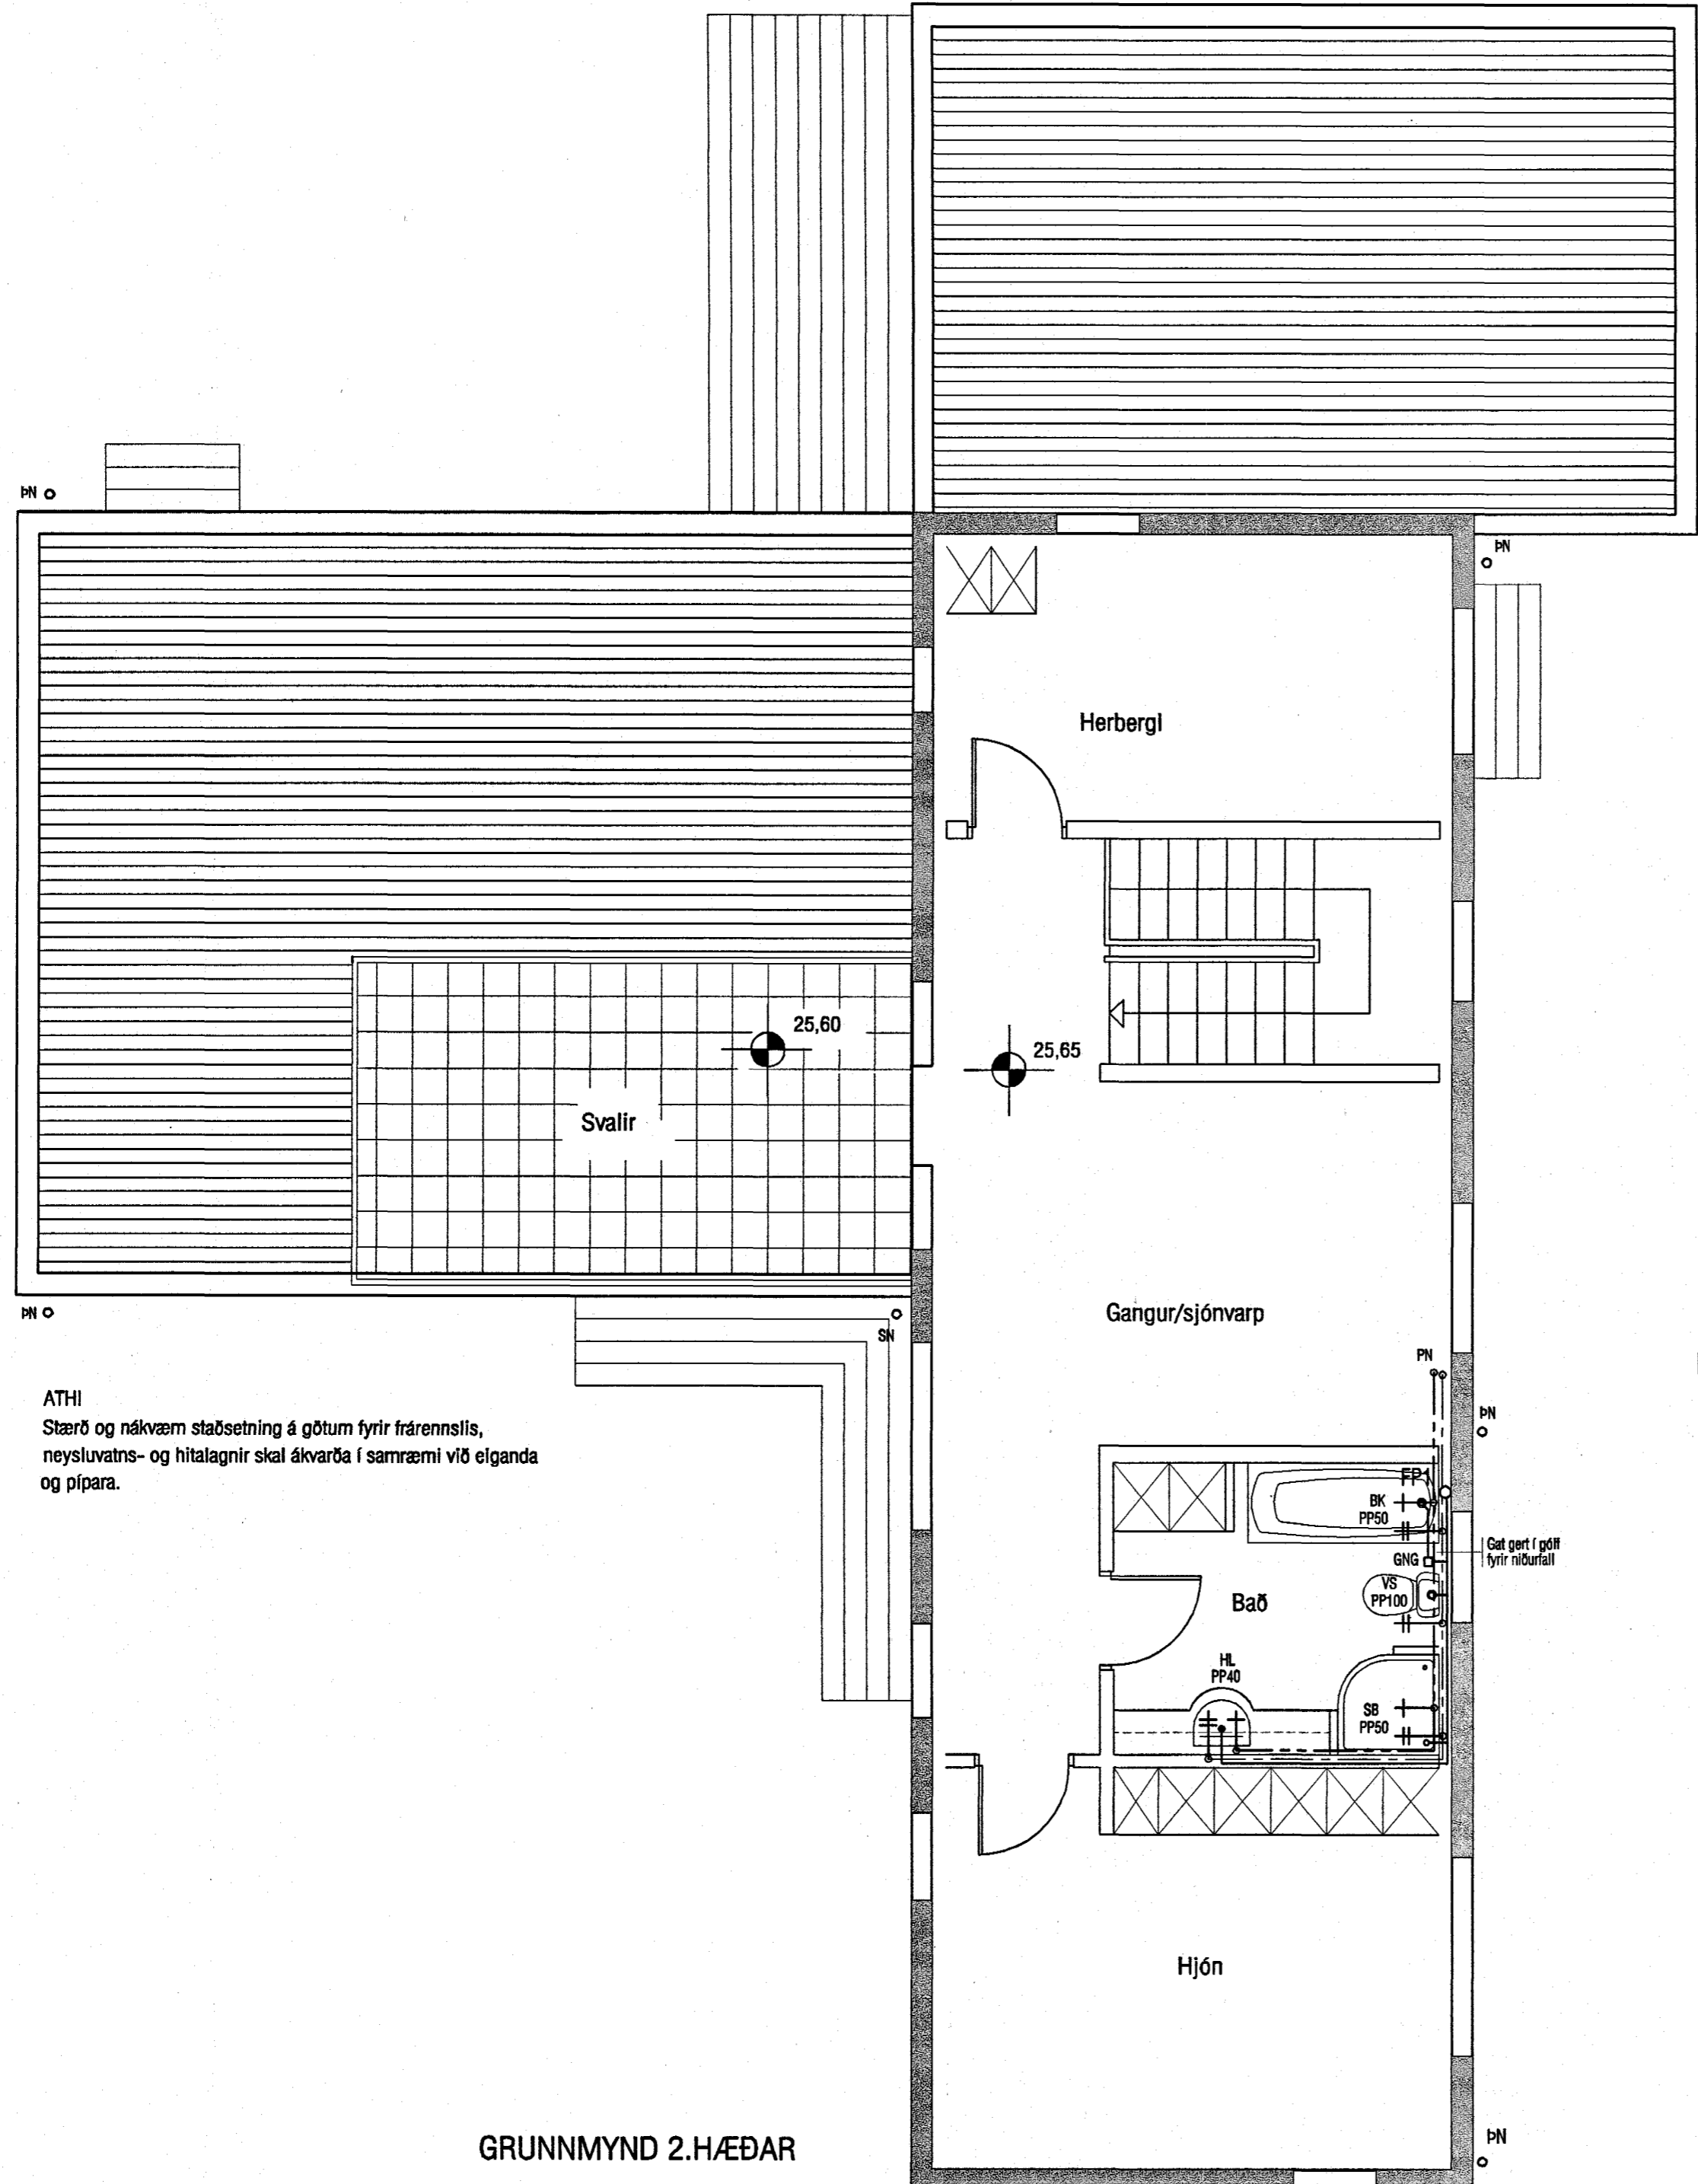 ÞN
ÞN
Herbergi
25,60
25,65
Svalir
Gangur/sjónvarp
ÞN
SN
PN
ATH!
Stærð og nákvæm staðsetning á götum fyrir frárennslis,
neysluvatns- og hitalagnir skal ákvarða í samræmi við eiganda
og pípara.
ÞN
FP1
BK
PP50
Gat gert í gólf
fyrir niðurfall
GNG
VS
PP100
Bað
HL
PP40
SB
PP50
Hjón
GRUNNMYND 2.HÆÐAR
ÞN